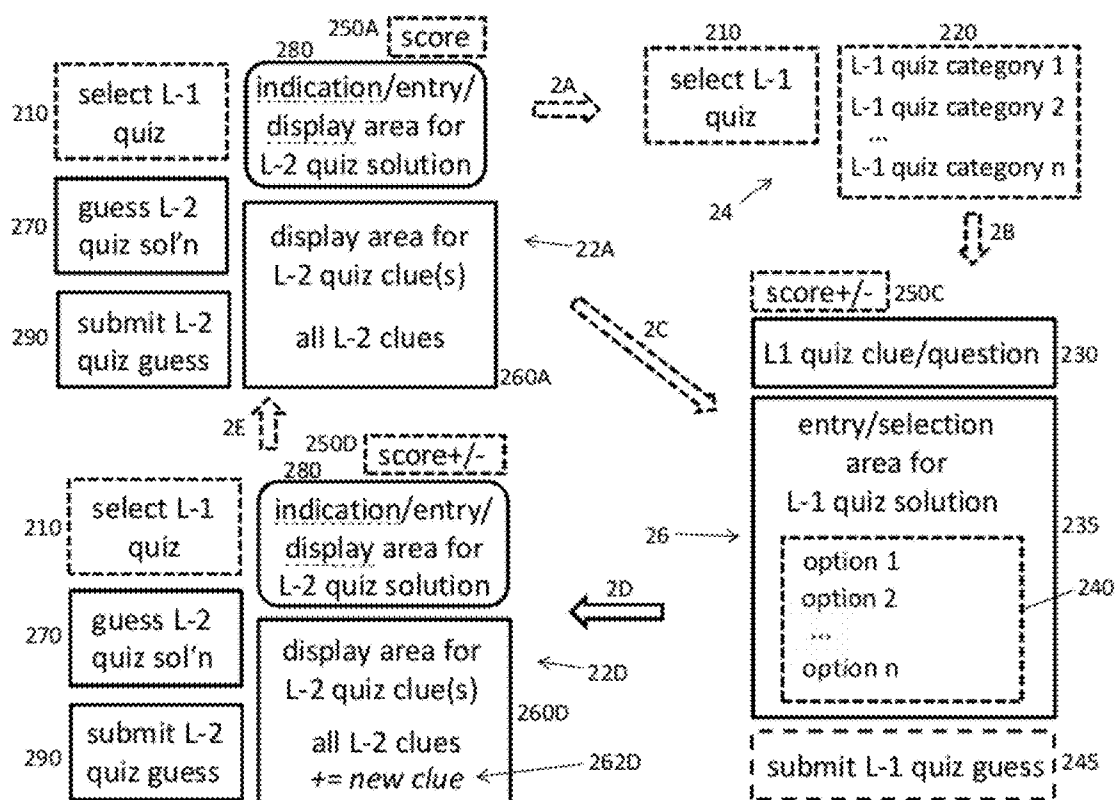 250A
score
280
210
select L-1
quiz
indication/entry/
display area for
L-2 quiz solution
270
guess L-2
quiz sol'n
290
submit L-2
quiz guess
display area for
L-2 quiz clue(s)
all L-2 clues
22A
260A
2A
210
select L-1
quiz
220
L-1 quiz category 1
L-1 quiz category 2
...
L-1 quiz category n
24
2B
2C
score+/-
250C
L1 quiz clue/question
230
entry/selection
area for
L-1 quiz solution
235
26
option 1
option 2
...
option n
240
submit L-1 quiz guess
245
2D
2E
250D
score+/-
280
210
select L-1
quiz
indication/entry/
display area for
L-2 quiz solution
270
guess L-2
quiz sol'n
290
submit L-2
quiz guess
display area for
L-2 quiz clue(s)
all L-2 clues
+= new clue
22D
260D
262D